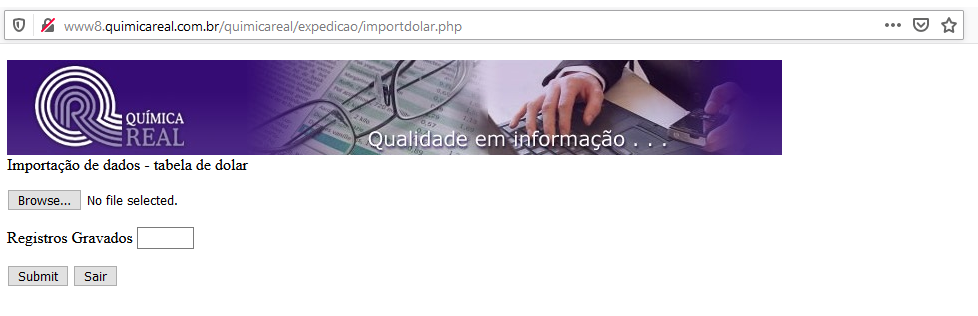 www8.quimicareal.com.br/quimicareal/expedicao/importdolar.php
QUÍMICA
REAL
Qualidade em informação . . .
Importação de dados - tabela de dolar
Browse... No file selected.
Registros Gravados
Submit Sair